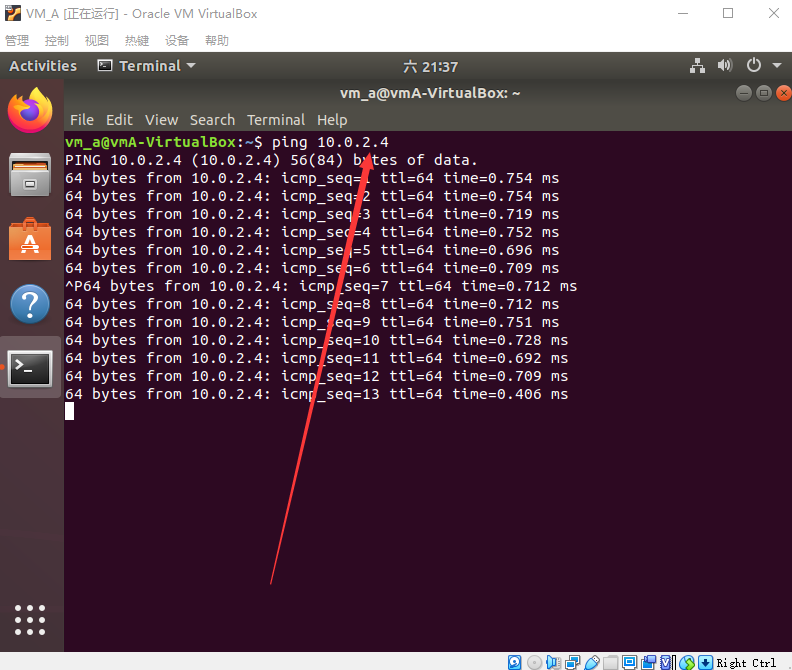 VM_A [正在运行] - Oracle VM VirtualBox
管理 控制 视图 热键 设备 帮助
Activities Terminal 六 21:37
vm_a@vmA-VirtualBox: ~
File Edit View Search Terminal Help
vm_a@vmA-VirtualBox:~$ ping 10.0.2.4
PING 10.0.2.4 (10.0.2.4) 56(84) bytes of data.
64 bytes from 10.0.2.4: icmp_seq=1 ttl=64 time=0.754 ms
64 bytes from 10.0.2.4: icmp_seq=2 ttl=64 time=0.754 ms
64 bytes from 10.0.2.4: icmp_seq=3 ttl=64 time=0.719 ms
64 bytes from 10.0.2.4: icmp_seq=4 ttl=64 time=0.752 ms
64 bytes from 10.0.2.4: icmp_seq=5 ttl=64 time=0.696 ms
64 bytes from 10.0.2.4: icmp_seq=6 ttl=64 time=0.709 ms
^P64 bytes from 10.0.2.4: icmp_seq=7 ttl=64 time=0.712 ms
64 bytes from 10.0.2.4: icmp_seq=8 ttl=64 time=0.712 ms
64 bytes from 10.0.2.4: icmp_seq=9 ttl=64 time=0.751 ms
64 bytes from 10.0.2.4: icmp_seq=10 ttl=64 time=0.728 ms
64 bytes from 10.0.2.4: icmp_seq=11 ttl=64 time=0.692 ms
64 bytes from 10.0.2.4: icmp_seq=12 ttl=64 time=0.709 ms
64 bytes from 10.0.2.4: icmp_seq=13 ttl=64 time=0.406 ms
Right Ctrl